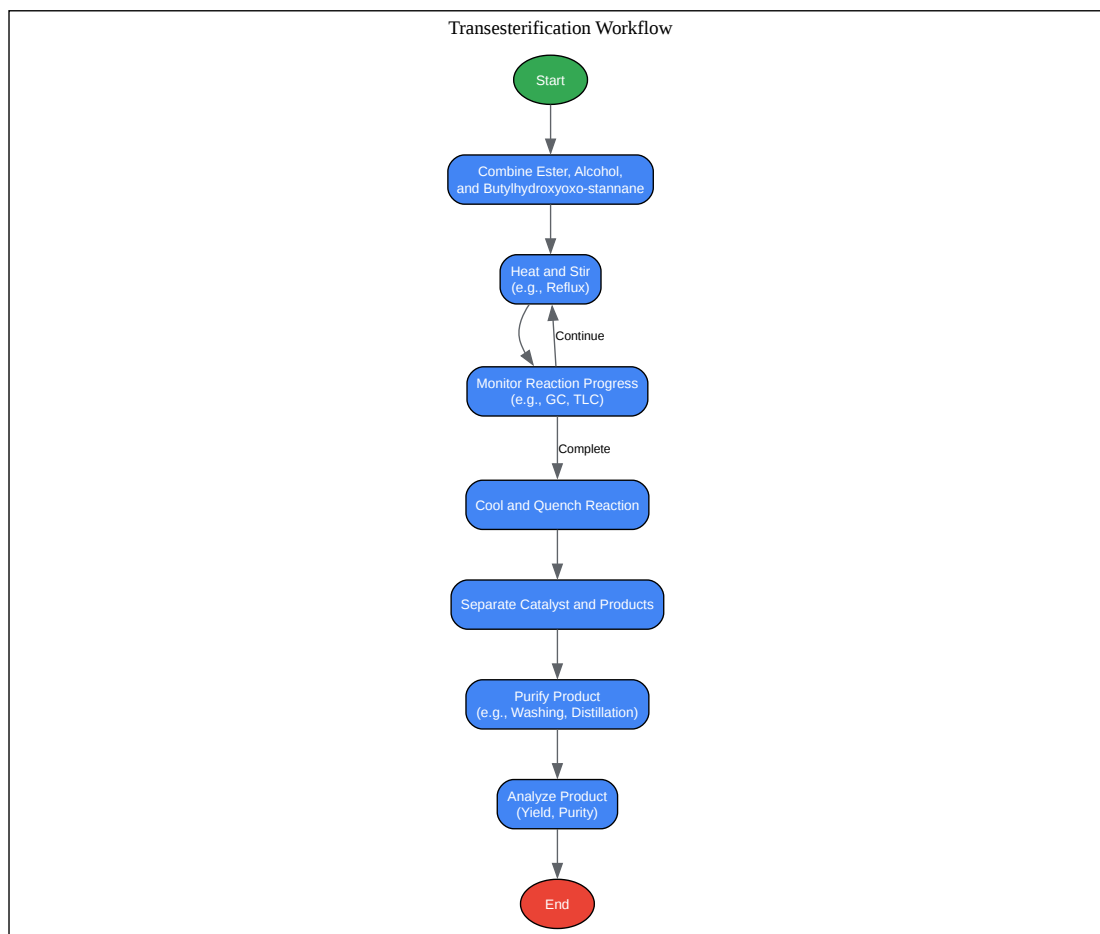 Transesterification Workflow
Start
Combine Ester, Alcohol,
and Butylhydroxyoxo-stannane
Heat and Stir
(e.g., Reflux)
Continue
Monitor Reaction Progress
(e.g., GC, TLC)
Complete
Cool and Quench Reaction
Separate Catalyst and Products
Purify Product
(e.g., Washing, Distillation)
Analyze Product
(Yield, Purity)
End